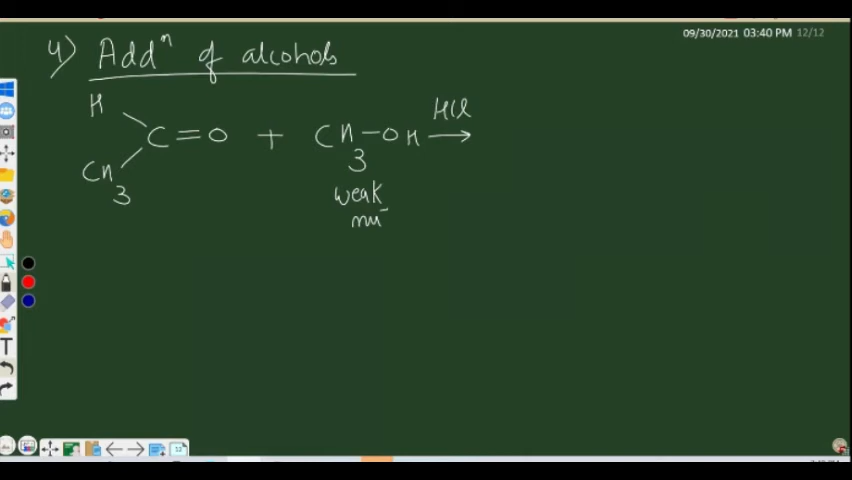 09/30/2021 03:40 PM 12/12
4) Addⁿ of alcohols
H
HCl
C=O + CH₃-OH →
CH₃
weak
nu⁻